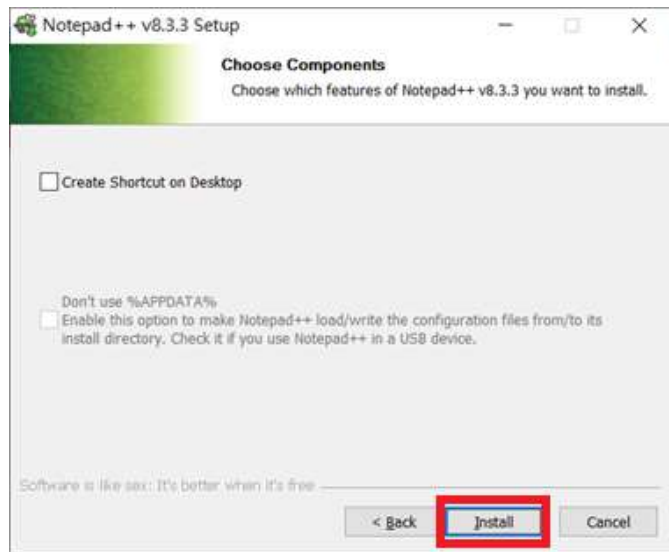 Notepad++ v8.3.3 Setup
Choose Components
Choose which features of Notepad++ v8.3.3 you want to install.
Create Shortcut on Desktop
Don't use %APPDATA%
Enable this option to make Notepad++ load/write the configuration files from/to its
install directory. Check it if you use Notepad++ in a USB device.
Software is like sex: It's better when it's free
< Back Install Cancel